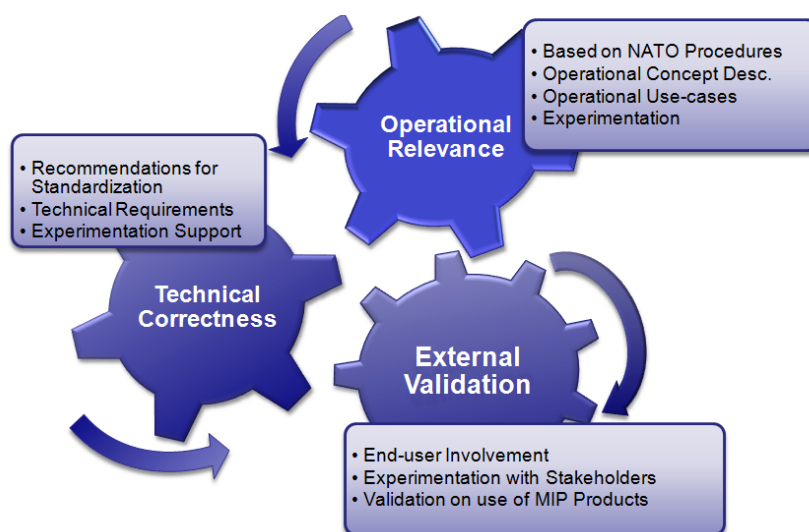 Operational
Relevance
• Based on NATO Procedures
• Operational Concept Desc.
• Operational Use-cases
• Experimentation
• Recommendations for
Standardization
• Technical Requirements
• Experimentation Support
Technical
Correctness
External
Validation
• End-user Involvement
• Experimentation with Stakeholders
• Validation on use of MIP Products